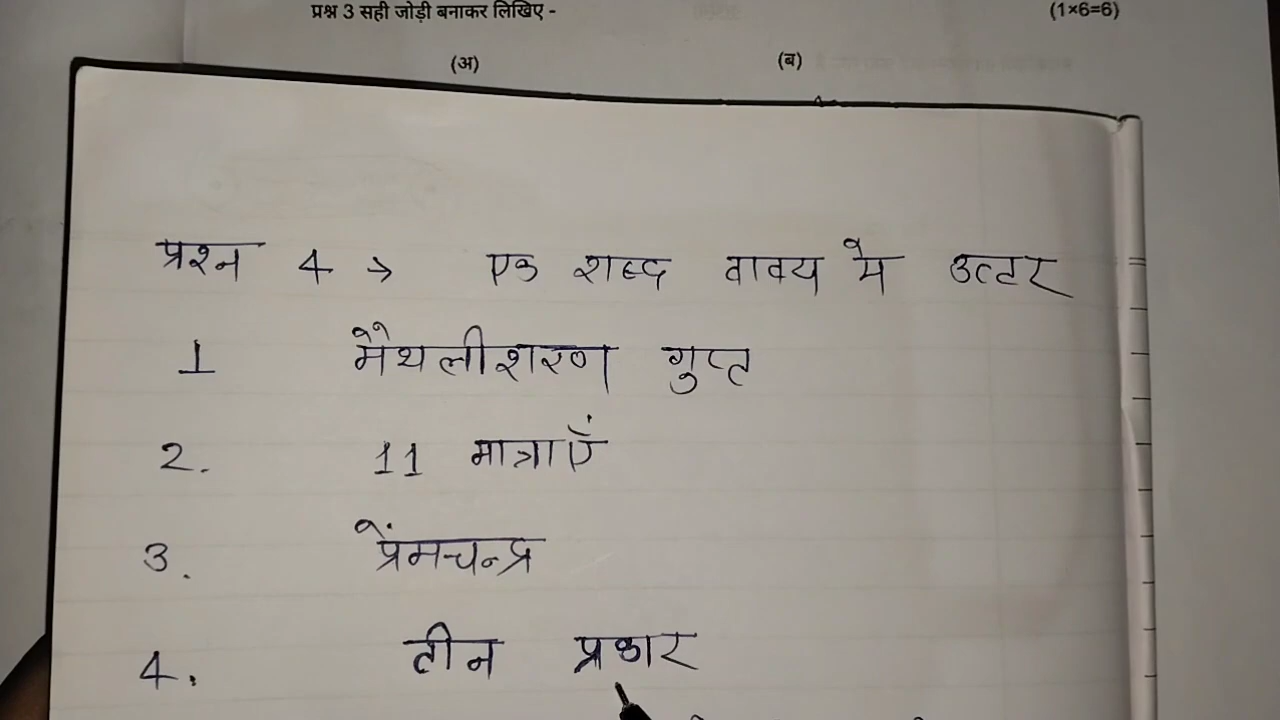 प्रश्न 3 सही जोड़ी बनाकर लिखिए - (1×6=6)
(अ) (ब)
प्रश्न 4 → एक शब्द वाक्य मे उत्तर
1 मैथलीशरण गुप्त
2. 11 मात्राएँ
3. प्रेंमचन्द्र
4. तीन प्रकार